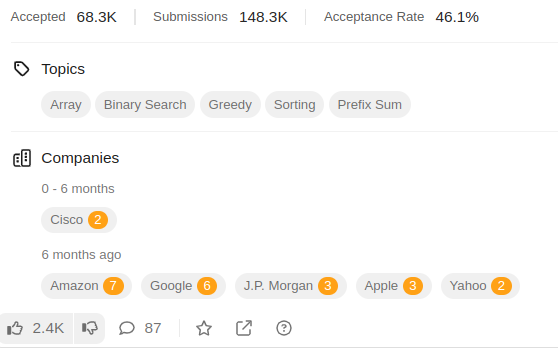 Accepted 68.3K Submissions 148.3K Acceptance Rate 46.1%
Topics
Array Binary Search Greedy Sorting Prefix Sum
Companies
0 - 6 months
Cisco 2
6 months ago
Amazon 7 Google 6 J.P. Morgan 3 Apple 3 Yahoo 2
2.4K 87